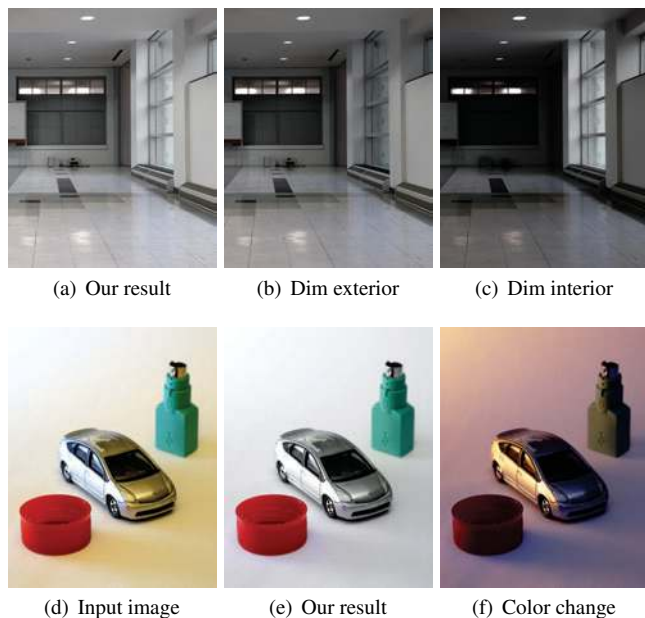 (a) Our result
(b) Dim exterior
(c) Dim interior
(d) Input image
(e) Our result
(f) Color change